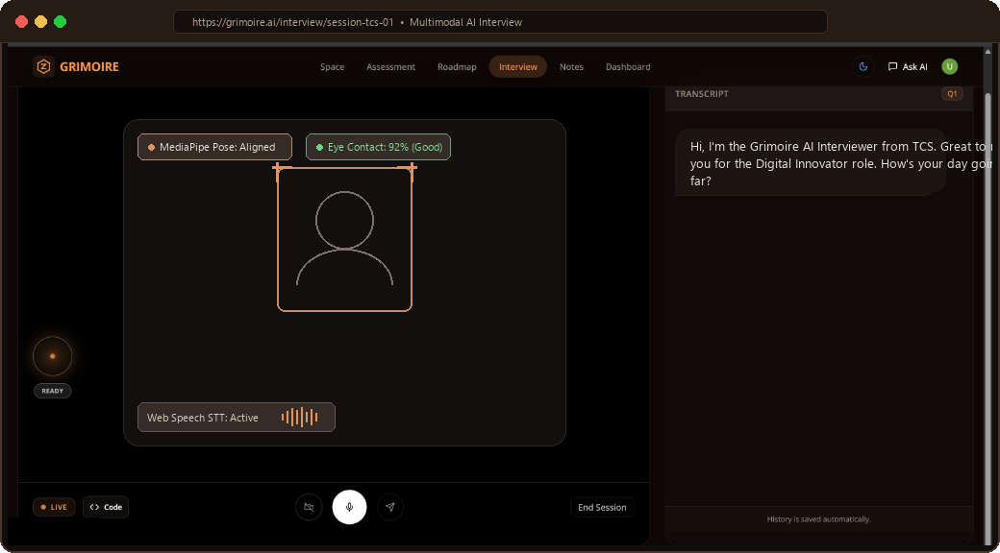 https://grimoire.ai/interview/session-tcs-01 • Multimodal AI Interview
GRIMOIRE
Space
Assessment
Roadmap
Interview
Notes
Dashboard
Ask AI
U
TRANSCRIPT
Q1
MediaPipe Pose: Aligned
Eye Contact: 92% (Good)
Hi, I'm the Grimoire AI Interviewer from TCS. Great to
you for the Digital Innovator role. How's your day goi
far?
READY
Web Speech STT: Active
LIVE
<> Code
End Session
History is saved automatically.